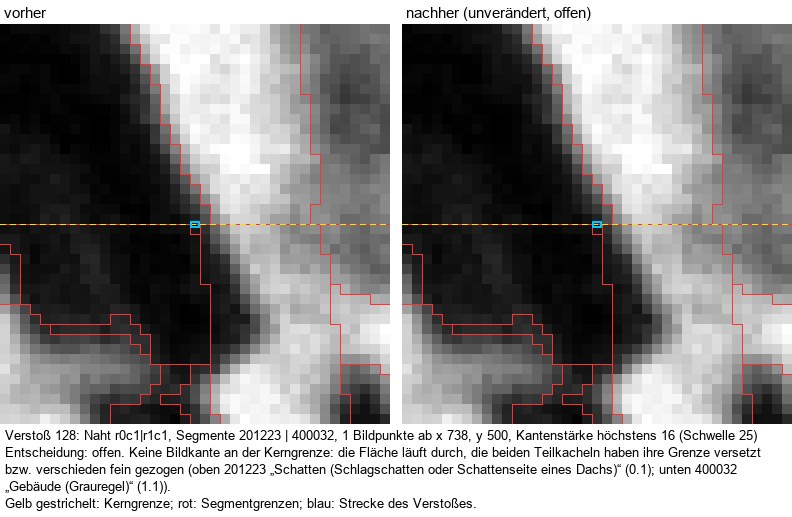 vorher
nachher (unverändert, offen)
Verstoß 128: Naht r0c1|r1c1, Segmente 201223 | 400032, 1 Bildpunkte ab x 738, y 500, Kantenstärke höchstens 16 (Schwelle 25)
Entscheidung: offen. Keine Bildkante an der Kerngrenze: die Fläche läuft durch, die beiden Teilkacheln haben ihre Grenze versetzt
bzw. verschieden fein gezogen (oben 201223 „Schatten (Schlagschatten oder Schattenseite eines Dachs)“ (0.1); unten 400032
„Gebäude (Grauregel)“ (1.1)).
Gelb gestrichelt: Kerngrenze; rot: Segmentgrenzen; blau: Strecke des Verstoßes.